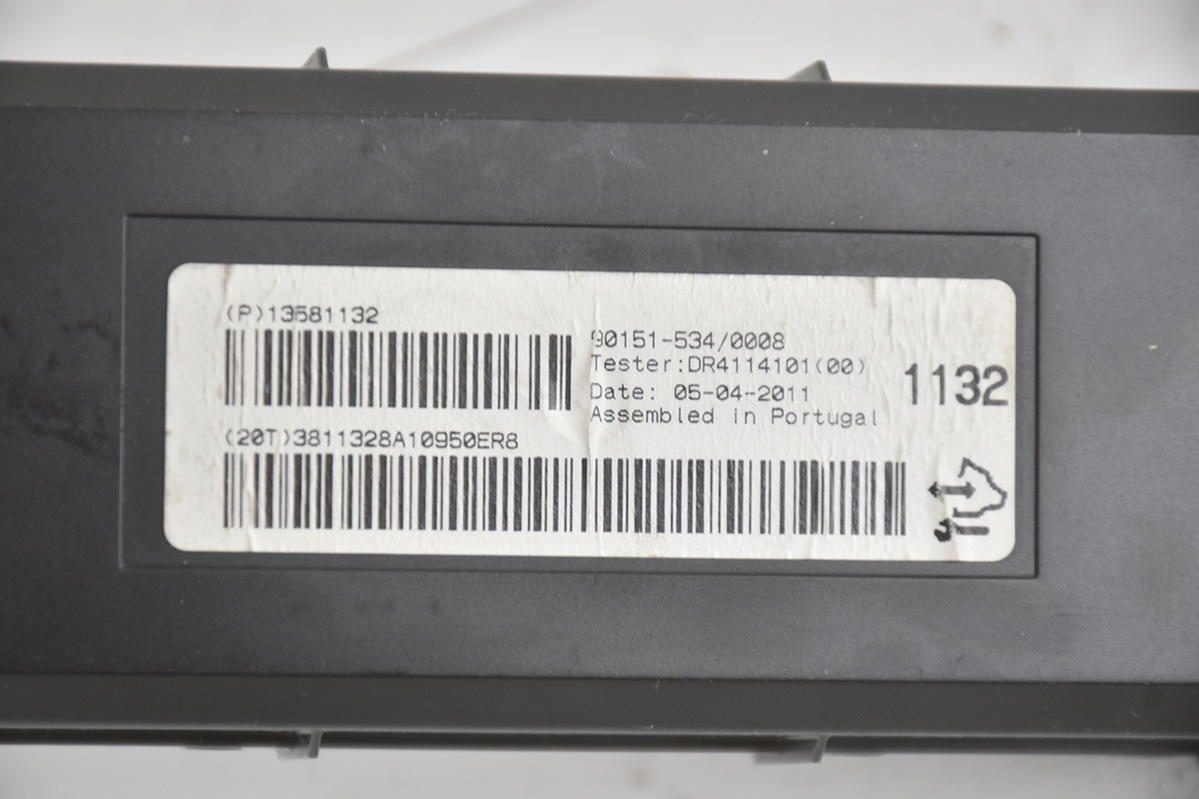 (P)13581132
90151-534/0008
Tester:DR4114101(00)
Date: 05-04-2011
Assembled in Portugal
1132
(20T)3811328A10950ER8